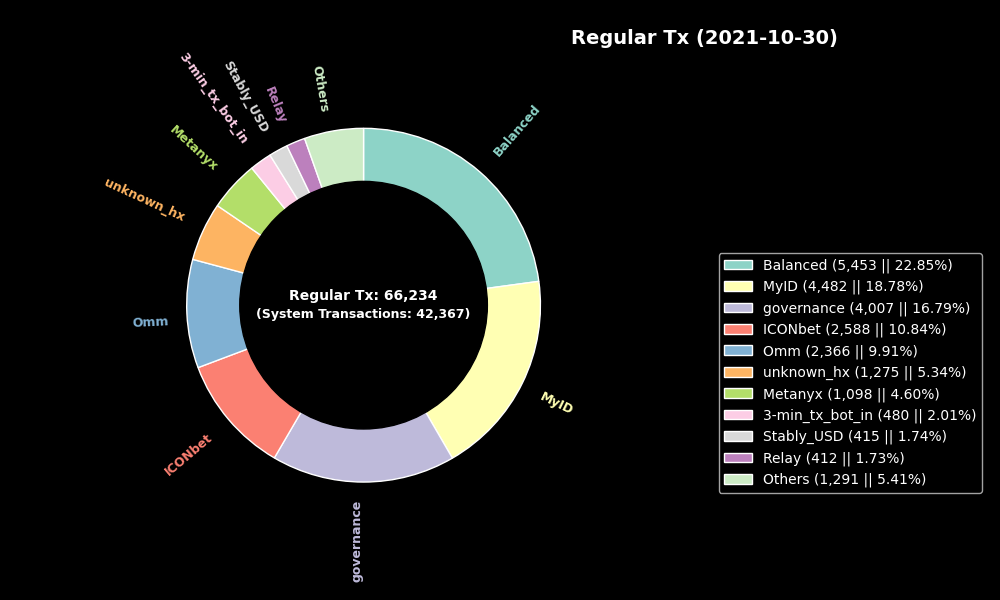 Regular Tx (2021-10-30)
Balanced
MyID
governance
ICONbet
Omm
unknown_hx
Metanyx
3-min_tx_bot_in
Stably_USD
Relay
Others
Regular Tx: 66,234
(System Transactions: 42,367)
Balanced (5,453 || 22.85%)
MyID (4,482 || 18.78%)
governance (4,007 || 16.79%)
ICONbet (2,588 || 10.84%)
Omm (2,366 || 9.91%)
unknown_hx (1,275 || 5.34%)
Metanyx (1,098 || 4.60%)
3-min_tx_bot_in (480 || 2.01%)
Stably_USD (415 || 1.74%)
Relay (412 || 1.73%)
Others (1,291 || 5.41%)